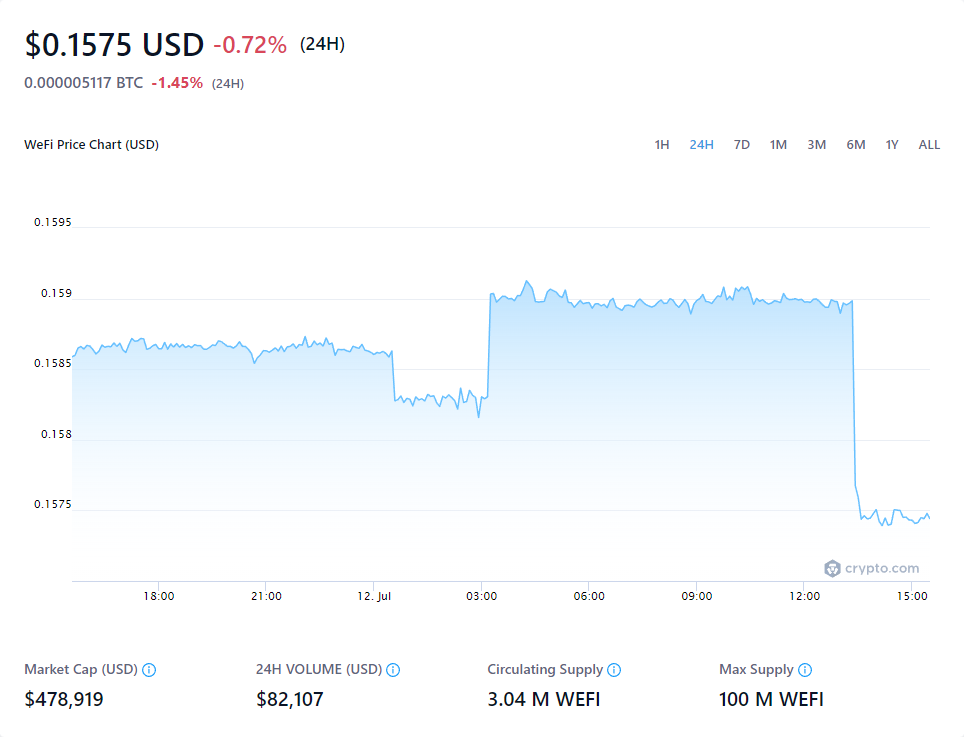 $0.1575 USD -0.72% (24H)
0.000005117 BTC -1.45% (24H)
WeFi Price Chart (USD) 1H 24H 7D 1M 3M 6M 1Y ALL
0.1595
0.159
0.1585
0.158
0.1575
crypto.com
18:00 21:00 12. Jul 03:00 06:00 09:00 12:00 15:00
Market Cap (USD) 24H VOLUME (USD) Circulating Supply Max Supply
$478,919 $82,107 3.04 M WEFI 100 M WEFI